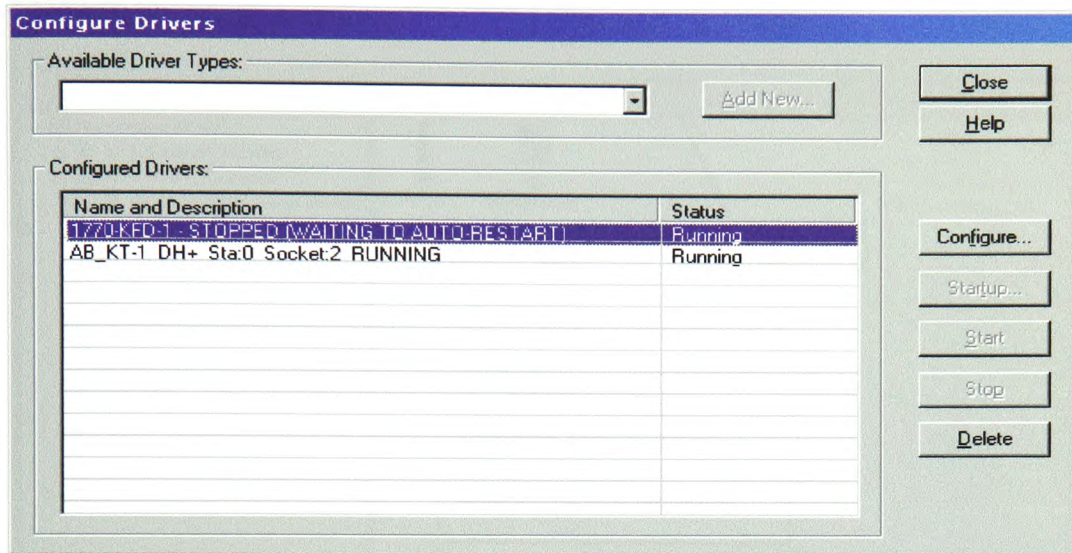 Configure Drivers
Available Driver Types:
Add New...
Close
Help
Configured Drivers:
Name and Description Status
1770-KFD-1 - STOPPED (WAITING TO AUTO-RESTART) Running
AB_KT-1 DH+ Sta:0 Socket:2 RUNNING Running
Configure...
Startup...
Start
Stop
Delete